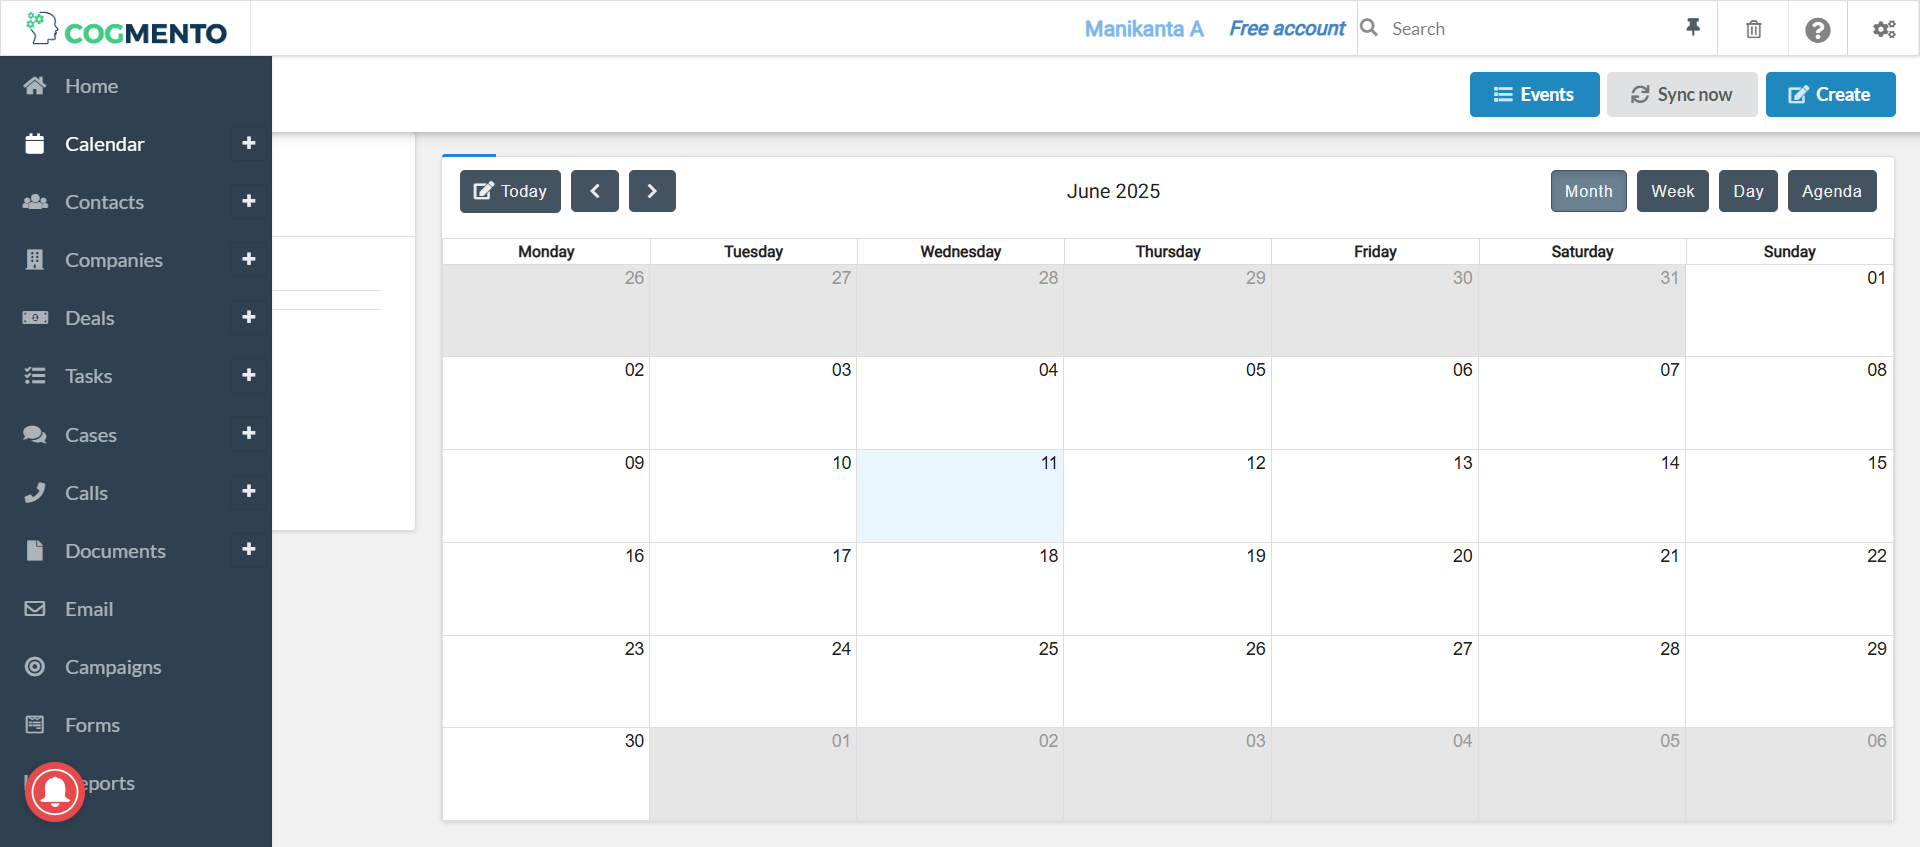 COGMENTO
Manikanta A
Free account
Search
Home
Calendar
Contacts
Companies
Deals
Tasks
Cases
Calls
Documents
Email
Campaigns
Forms
eports
Events
Sync now
Create
Today
June 2025
Month
Week
Day
Agenda
Monday Tuesday Wednesday Thursday Friday Saturday Sunday
26 27 28 29 30 31 01
02 03 04 05 06 07 08
09 10 11 12 13 14 15
16 17 18 19 20 21 22
23 24 25 26 27 28 29
30 01 02 03 04 05 06